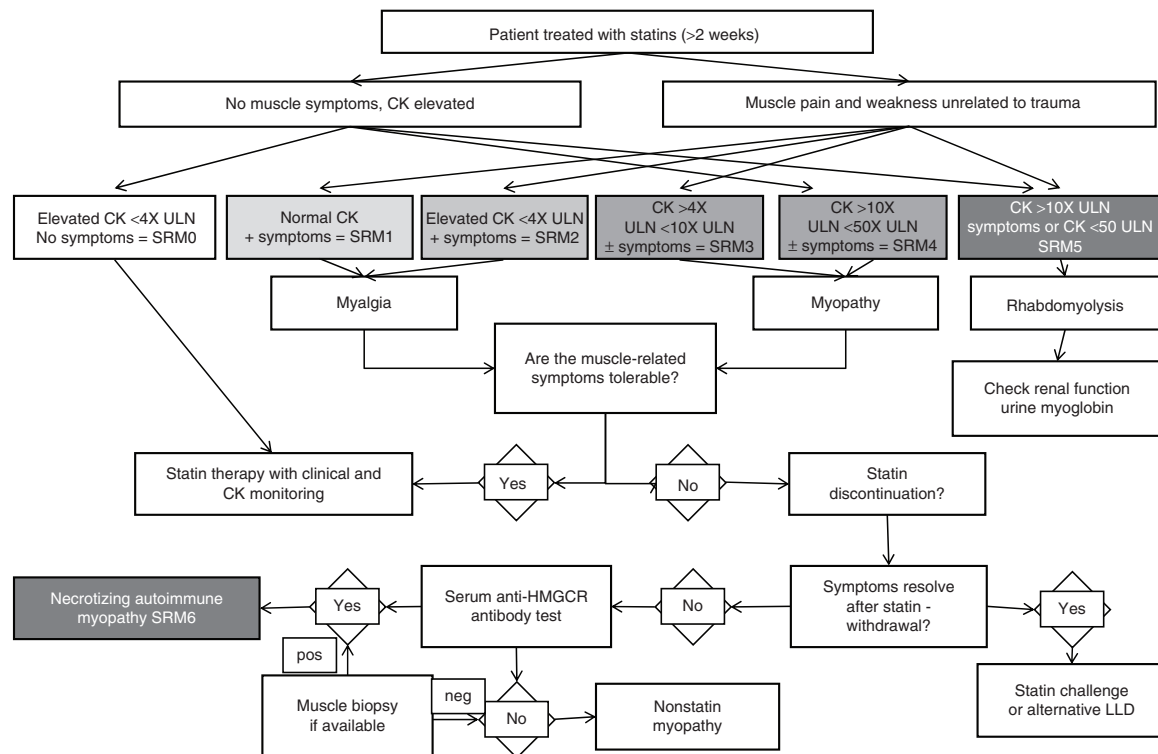 Patient treated with statins (>2 weeks)
No muscle symptoms, CK elevated
Muscle pain and weakness unrelated to trauma
Elevated CK <4X ULN
No symptoms = SRM0
Normal CK
+ symptoms = SRM1
Elevated CK <4X ULN
+ symptoms = SRM2
CK >4X
ULN <10X ULN
± symptoms = SRM3
CK >10X
ULN <50X ULN
± symptoms = SRM4
CK >10X ULN
symptoms or CK <50 ULN
SRM5
Myalgia
Myopathy
Rhabdomyolysis
Are the muscle-related
symptoms tolerable?
Check renal function
urine myoglobin
Statin therapy with clinical and
CK monitoring
Yes
No
Statin
discontinuation?
Necrotizing autoimmune
myopathy SRM6
Yes
Serum anti-HMGCR
antibody test
No
Symptoms resolve
after statin -
withdrawal?
Yes
pos
Muscle biopsy
if available
neg
No
Nonstatin
myopathy
Statin challenge
or alternative LLD